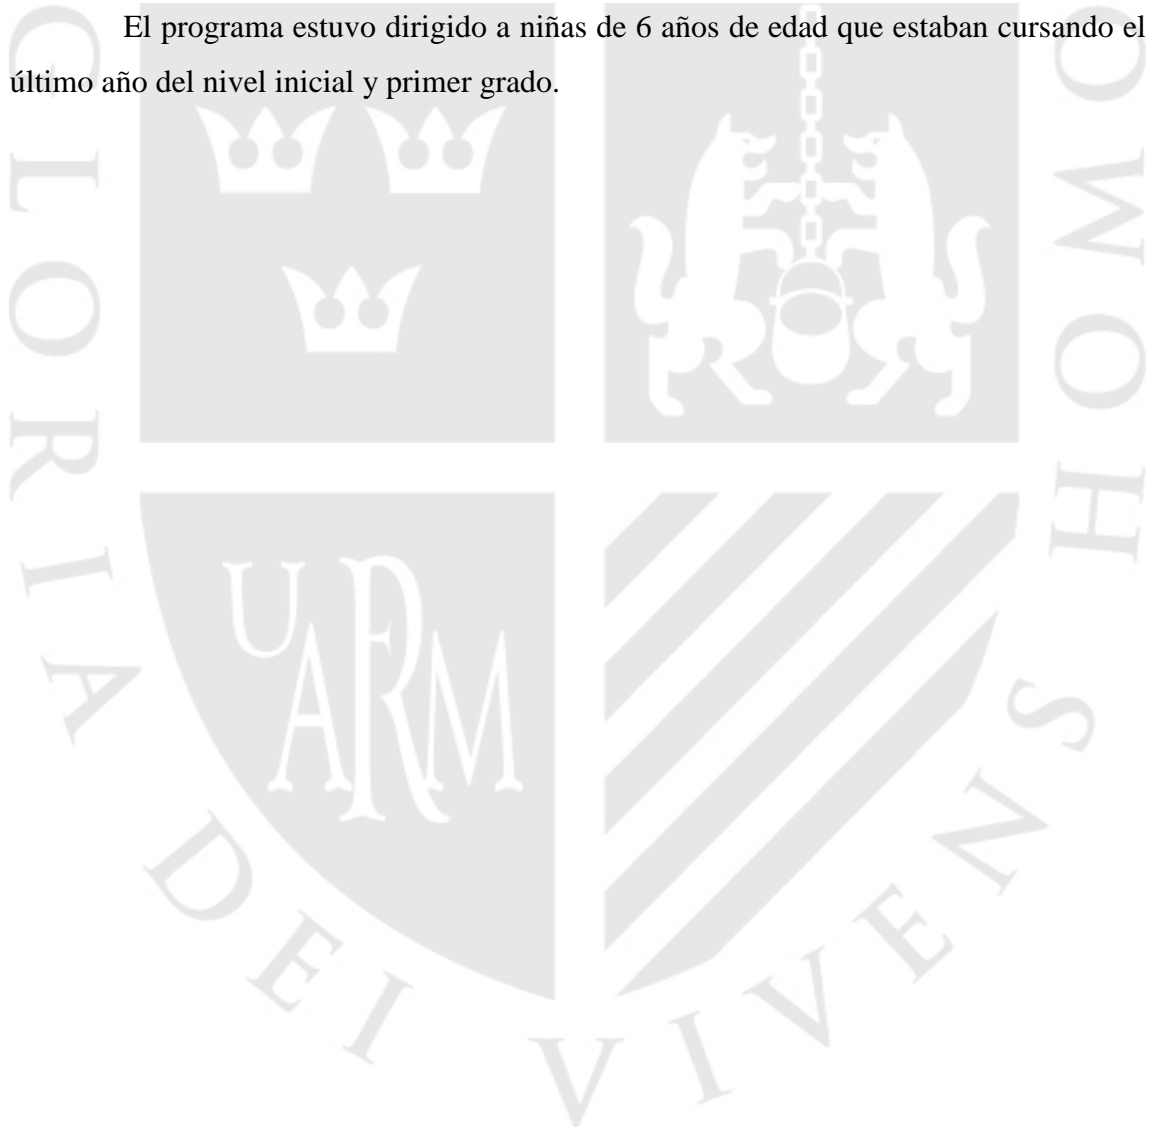 El programa estuvo dirigido a niñas de 6 años de edad que estaban cursando el
último año del nivel inicial y primer grado.
GLORIA DEI VIVENS HOMO
UARM